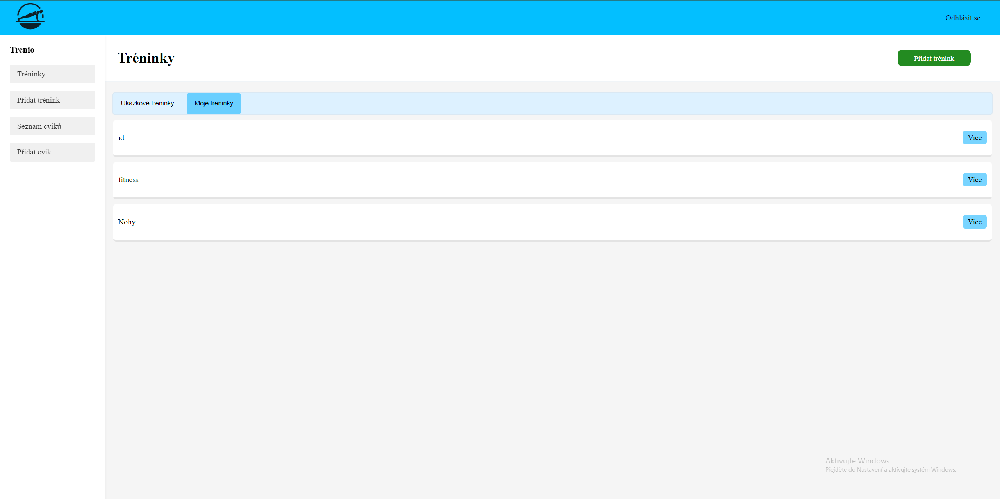 Odhlásit se
Trenio
Tréninky
Přidat trénink
Seznam cviků
Přidat cvik
Tréninky
Přidat trénink
Ukázkové tréninky
Moje tréninky
id
Vice
fitness
Vice
Nohy
Vice
Aktivujte Windows
Přejděte do Nastavení a aktivujte systém Windows.